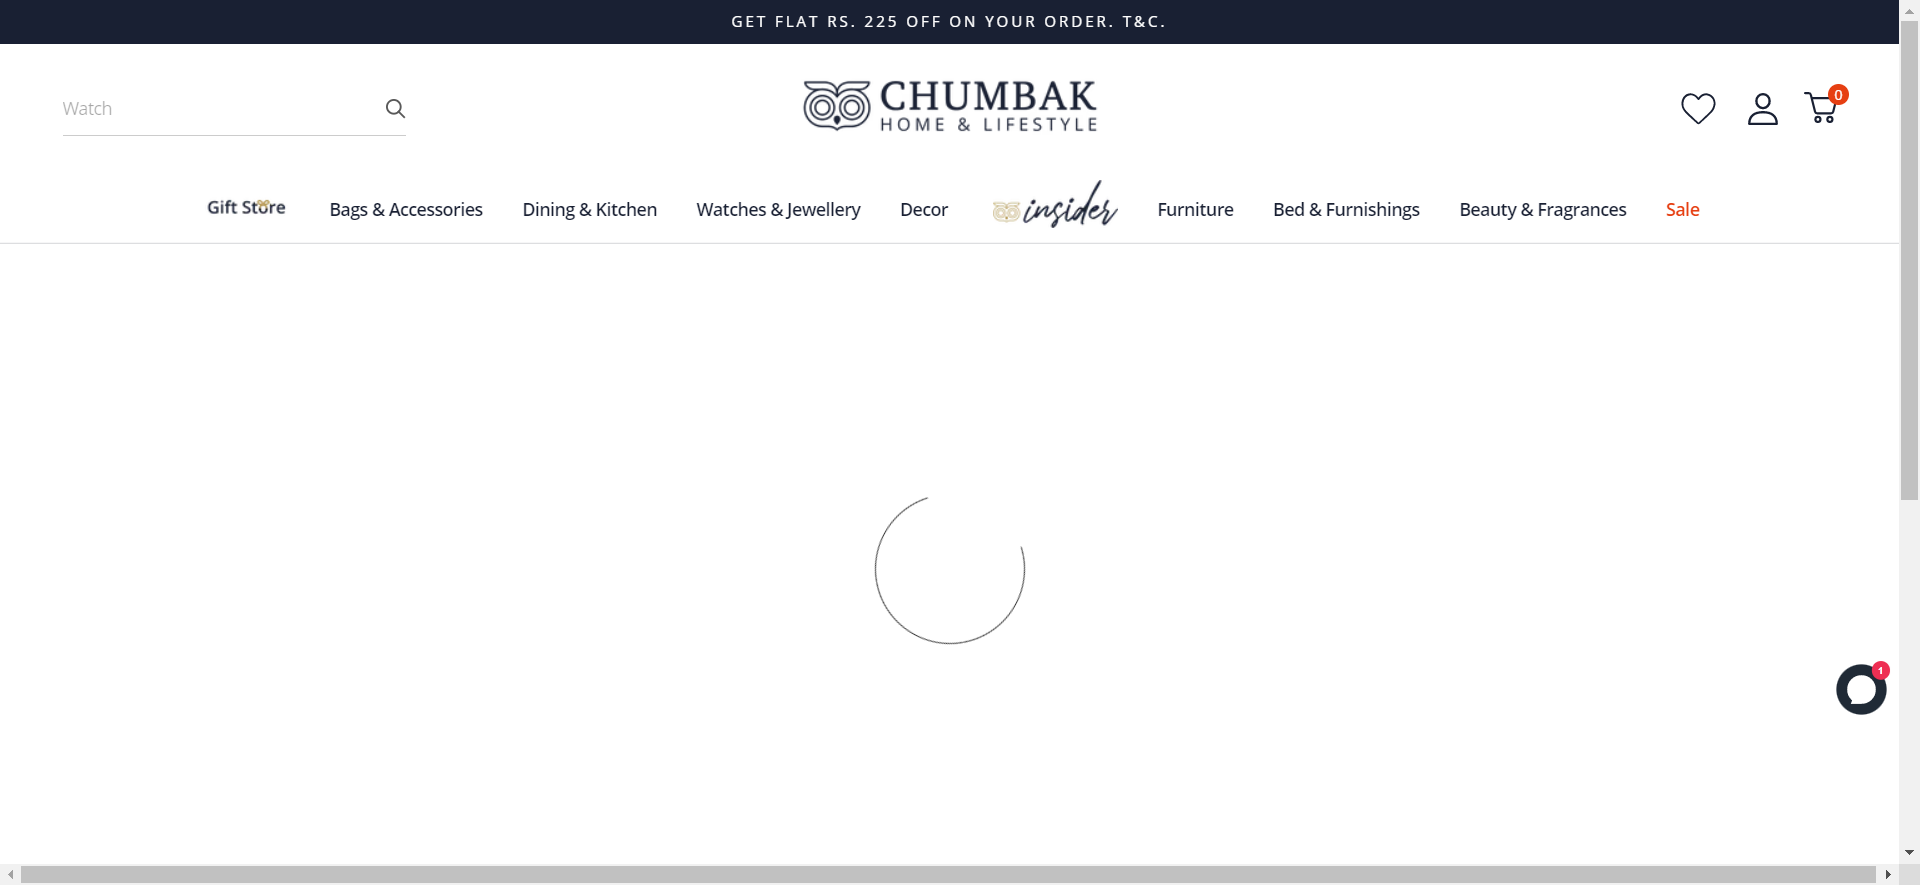 GET FLAT RS. 225 OFF ON YOUR ORDER. T&C.
Watch
CHUMBAK
HOME & LIFESTYLE
0
Gift Store
Bags & Accessories
Dining & Kitchen
Watches & Jewellery
Decor
insider
Furniture
Bed & Furnishings
Beauty & Fragrances
Sale
1